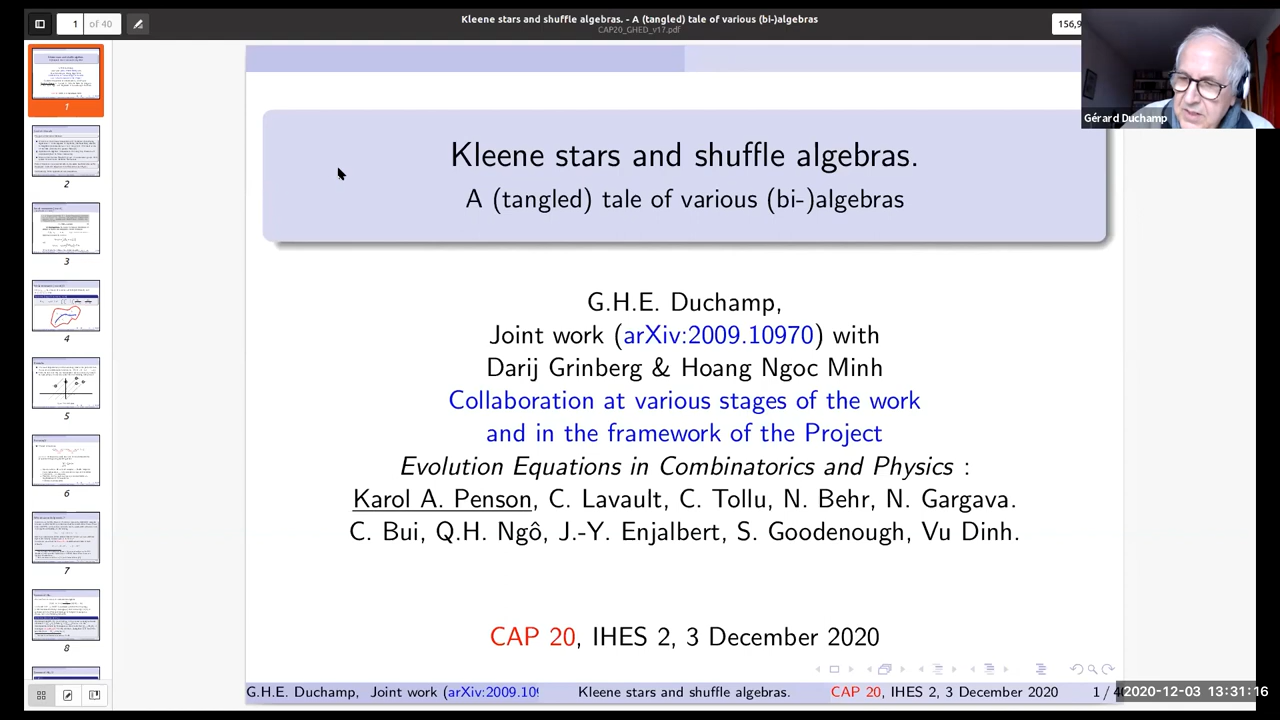 Kleene stars and shuffle algebras. - A (tangled) tale of various (bi-)algebras
CAP20_GHED_v17.pdf
1 of 40
156,9
Gérard Duchamp
1
2
3
4
5
6
7
8
Kleene stars and shuffle algebras
A (tangled) tale of various (bi-)algebras
G.H.E. Duchamp,
Joint work (arXiv:2009.10970) with
Darij Grinberg & Hoang Ngoc Minh
Collaboration at various stages of the work
and in the framework of the Project
Evolution Equations in Combinatorics and Physics :
Karol A. Penson, C. Lavault, C. Tollu, N. Behr, N. Gargava.
C. Bui, Q.H. Ngô, J.-Y. Enjalbert, Goodenough, Vu Dinh.
CAP 20, IHES 2, 3 December 2020
G.H.E. Duchamp, Joint work (arXiv:2009.10 Kleene stars and shuffle algebras. CAP 20, IHES 2, 3 December 2020 1 / 4
2020-12-03 13:31:16